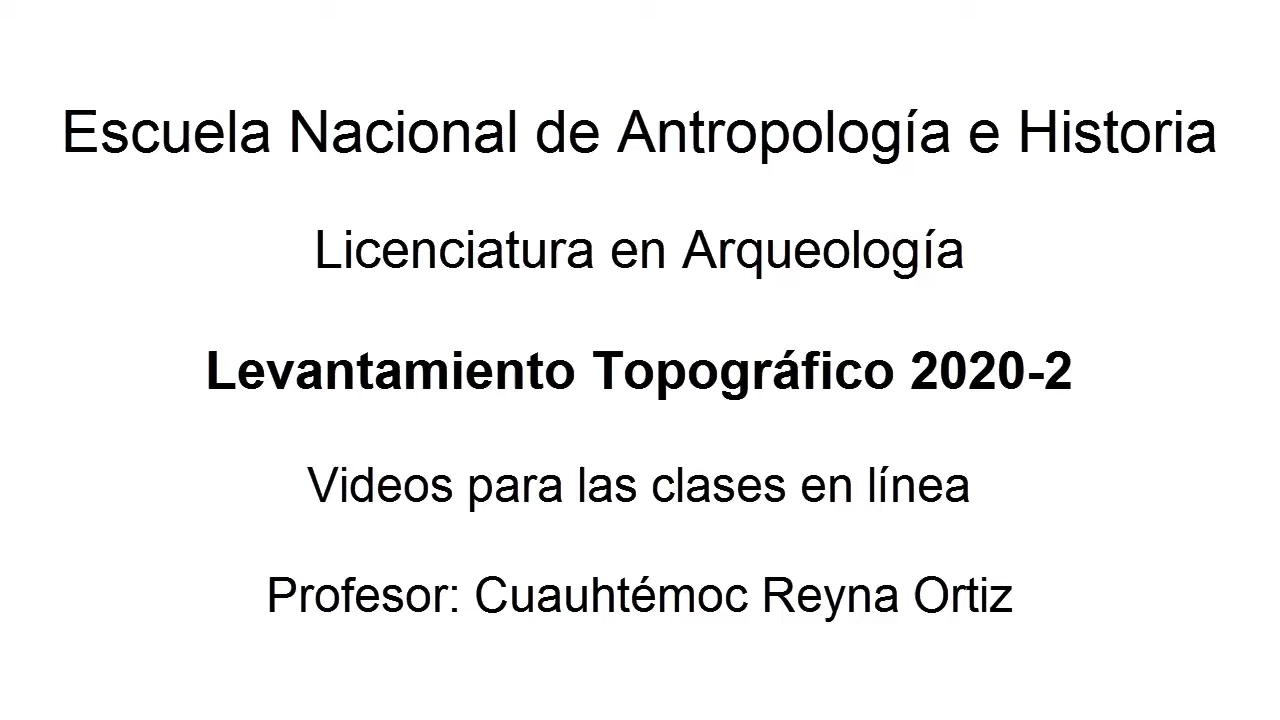 Escuela Nacional de Antropología e Historia
Licenciatura en Arqueología
Levantamiento Topográfico 2020-2
Videos para las clases en línea
Profesor: Cuauhtémoc Reyna Ortiz